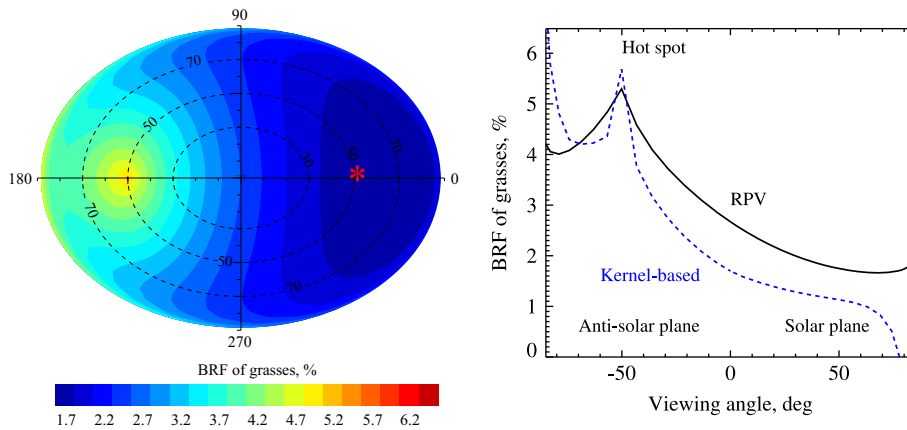 90
180
0
270
70
50
30
50
70
70
50
70
*
BRF of grasses, %
1.7 2.7 3.7 4.7 5.7
2.2 3.2 4.2 5.2 6.2
BRF of grasses, %
6
5
4
3
2
1
0
Hot spot
RPV
Kernel-based
Anti-solar plane Solar plane
-50 0 50
Viewing angle, deg